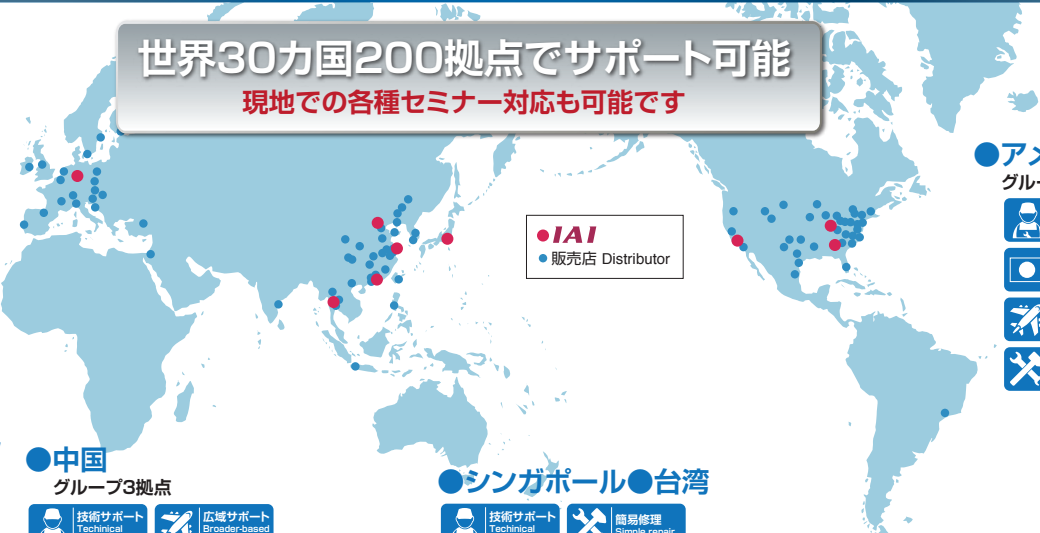 世界30カ国200拠点でサポート可能
現地での各種セミナー対応も可能です
●IAI
● 販売店 Distributor
●アメ
グルー
●中国
グループ3拠点
技術サポート
Techinical
広域サポート
Broader-based
●シンガポール●台湾
技術サポート
Techinical
簡易修理
Simple repair